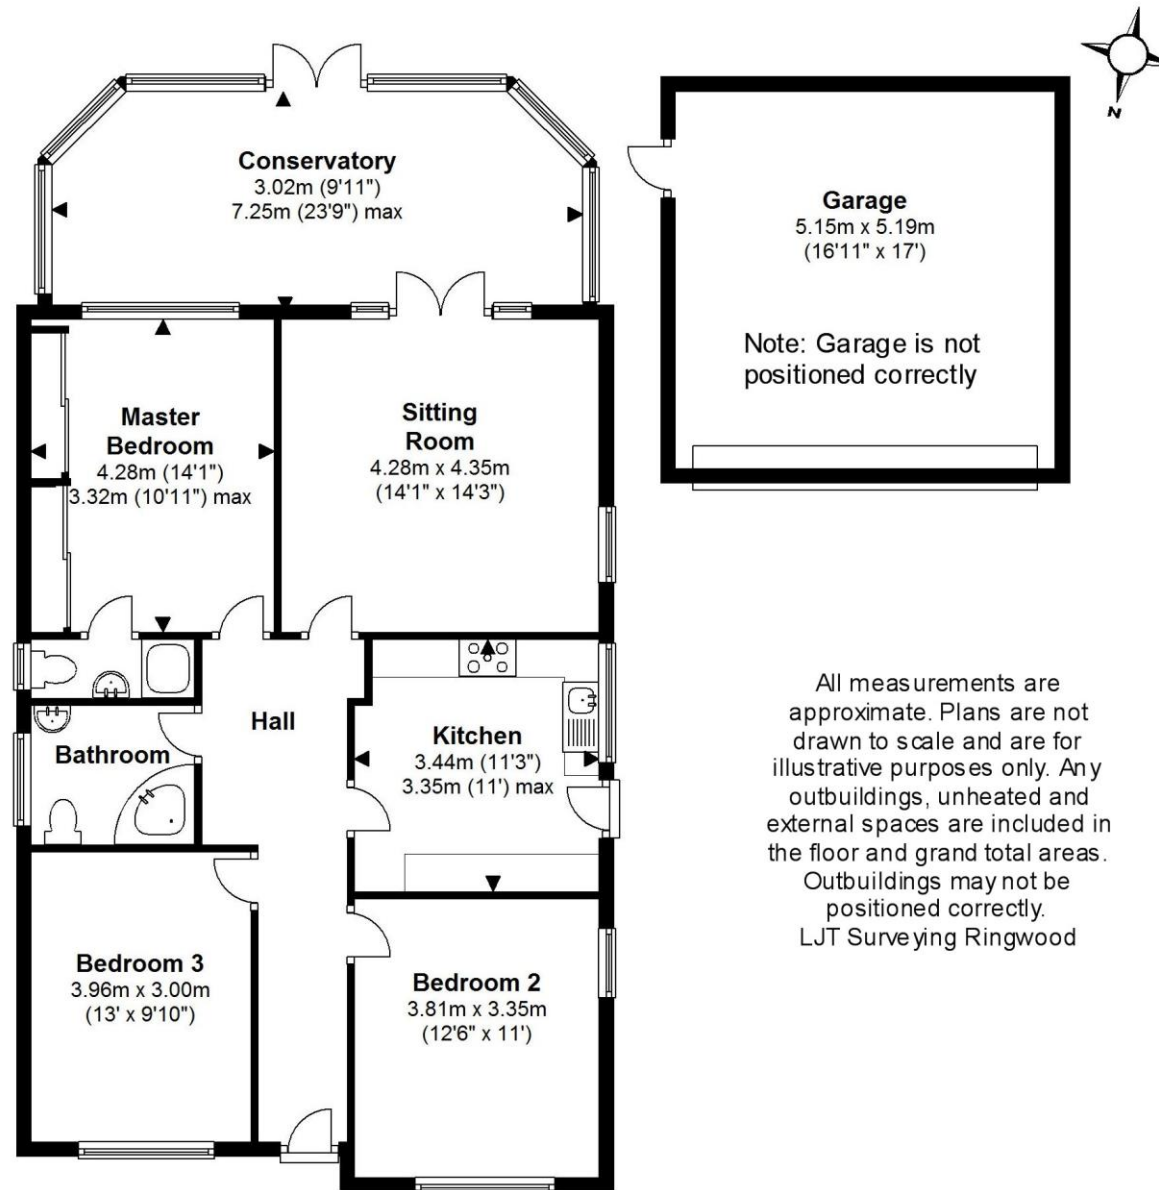 N
Conservatory
3.02m (9'11")
7.25m (23'9") max
Garage
5.15m x 5.19m
(16'11" x 17')
Note: Garage is not
positioned correctly
Master
Bedroom
4.28m (14'1")
3.32m (10'11") max
Sitting
Room
4.28m x 4.35m
(14'1" x 14'3")
Hall
Kitchen
3.44m (11'3")
3.35m (11') max
Bathroom
Bedroom 3
3.96m x 3.00m
(13' x 9'10")
Bedroom 2
3.81m x 3.35m
(12'6" x 11')
All measurements are
approximate. Plans are not
drawn to scale and are for
illustrative purposes only. Any
outbuildings, unheated and
external spaces are included in
the floor and grand total areas.
Outbuildings may not be
positioned correctly.
LJT Surveying Ringwood